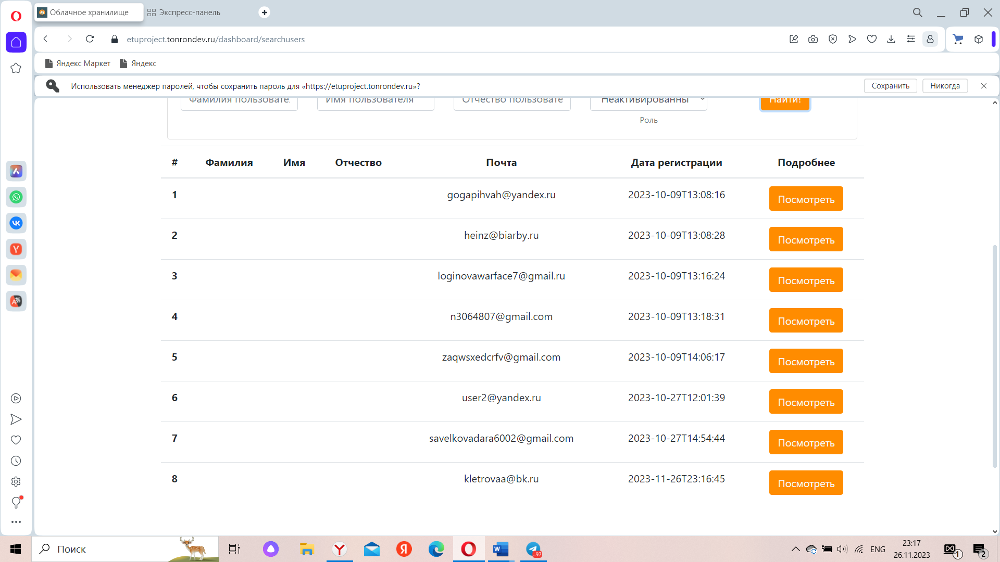 Облачное хранилище
Экспресс-панель
etuproject.tonrondev.ru/dashboard/searchusers
Яндекс Маркет
Яндекс
Использовать менеджер паролей, чтобы сохранить пароль для «https://etuproject.tonrondev.ru»?
Сохранить
Никогда
Фамилия пользовате
Имя пользователя
Отчество пользовате
Неактивированны
Найти!
Роль
# Фамилия Имя Отчество Почта Дата регистрации Подробнее
1 gogapihvah@yandex.ru 2023-10-09T13:08:16 Посмотреть
2 heinz@biarby.ru 2023-10-09T13:08:28 Посмотреть
3 loginovawarface7@gmail.ru 2023-10-09T13:16:24 Посмотреть
4 n3064807@gmail.com 2023-10-09T13:18:31 Посмотреть
5 zaqwsxedcrfv@gmail.com 2023-10-09T14:06:17 Посмотреть
6 user2@yandex.ru 2023-10-27T12:01:39 Посмотреть
7 savelkovadara6002@gmail.com 2023-10-27T14:54:44 Посмотреть
8 kletrovaa@bk.ru 2023-11-26T23:16:45 Посмотреть
Поиск
..97
ENG
23:17
26.11.2023
1
2